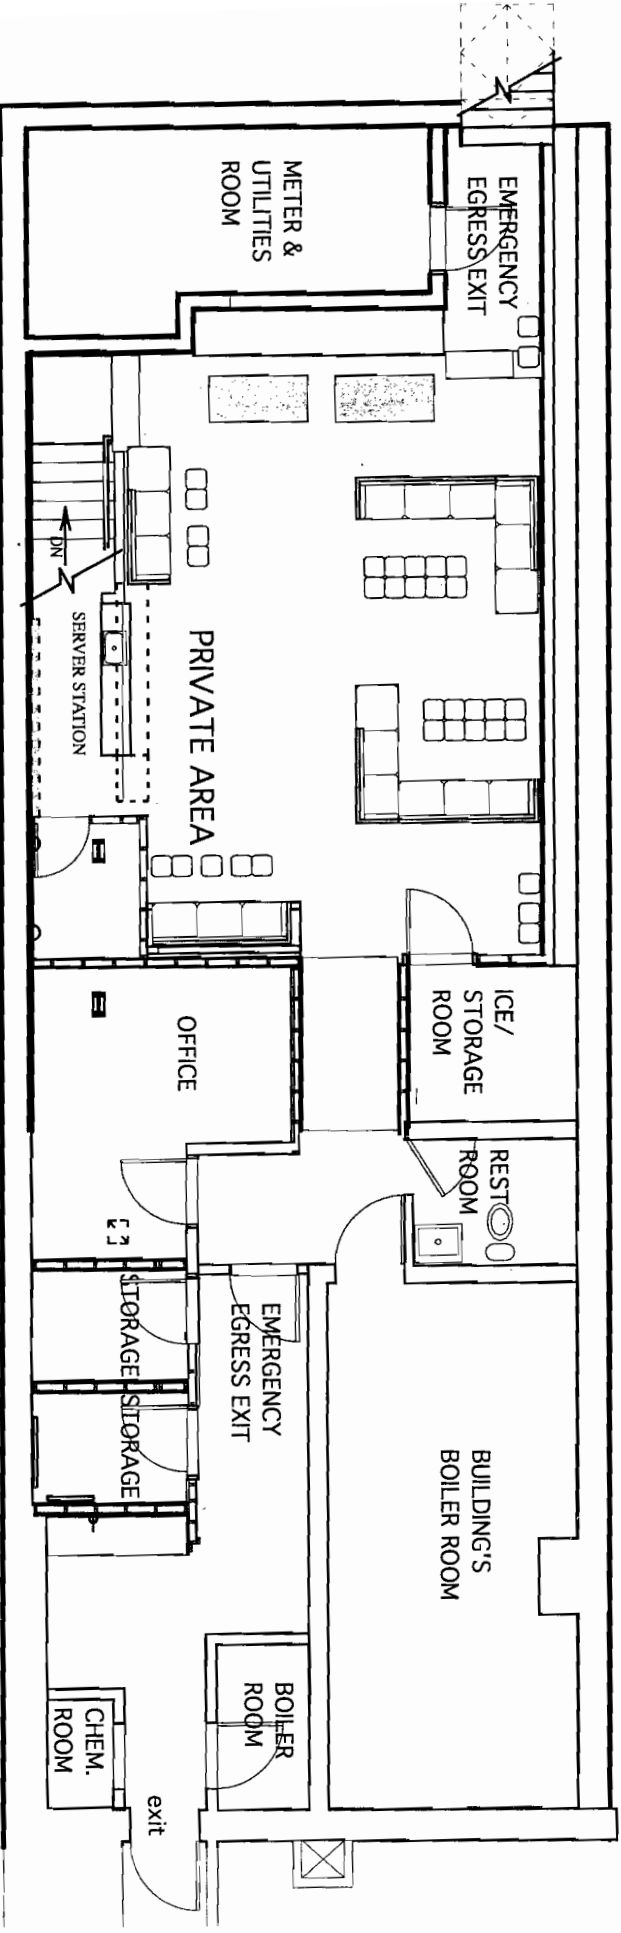 METER &
UTILITIES
ROOM
EMERGENCY
EGRESS EXIT
DN
SERVER STATION
PRIVATE AREA
OFFICE
ICE/
STORAGE
ROOM
REST
ROOM
STORAGE
STORAGE
EMERGENCY
EGRESS EXIT
BUILDING'S
BOILER ROOM
BOILER
ROOM
CHEM.
ROOM
exit